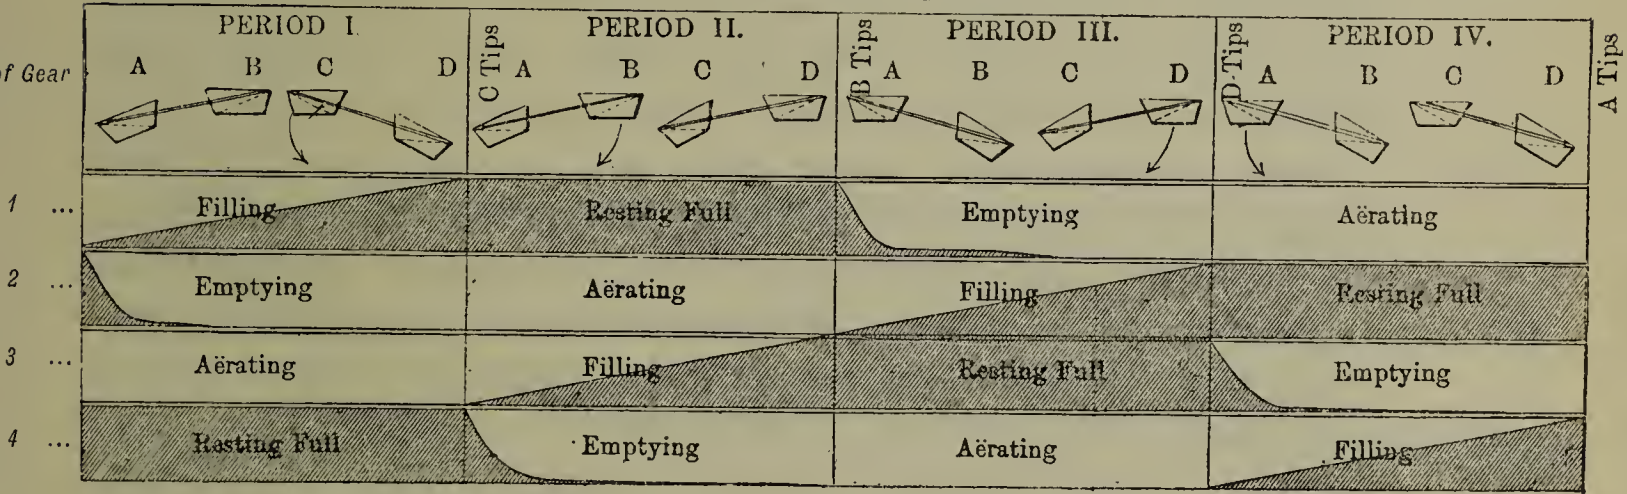 PERIOD I.
C Tips
PERIOD II.
B Tips
PERIOD III.
D Tips
PERIOD IV.
A Tips
of Gear
A B C D
A B C D
A B C D
A B C D
1 ... Filling Resting Full Emptying Aërating
2 ... Emptying Aërating Filling Resting Full
3 ... Aërating Filling Resting Full Emptying
4 ... Resting Full Emptying Aërating Filling